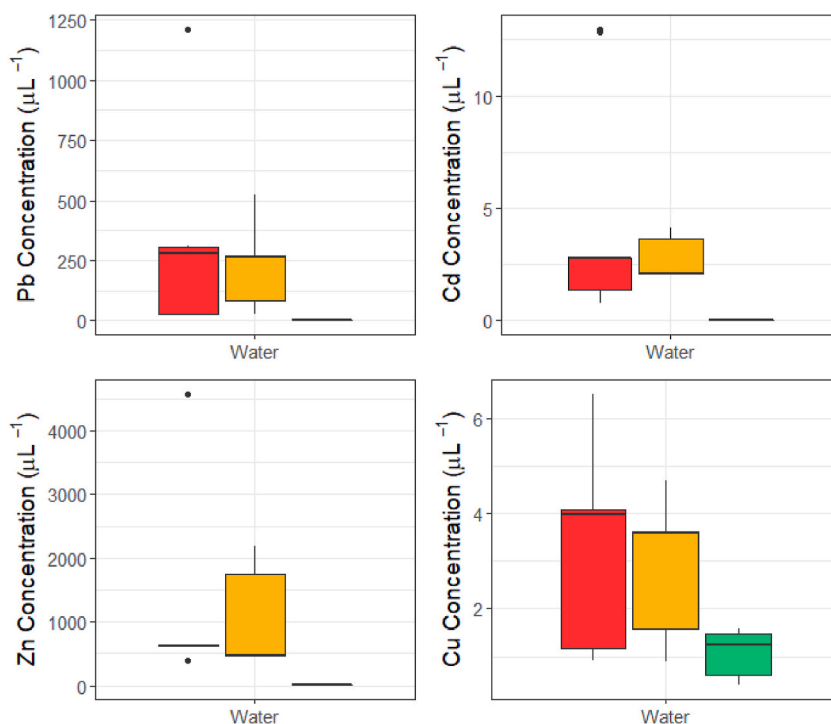 Pb Concentration (μL⁻¹)
1250
1000
750
500
250
0
Water
Cd Concentration (μL⁻¹)
10
5
0
Water
Zn Concentration (μL⁻¹)
4000
3000
2000
1000
0
Water
Cu Concentration (μL⁻¹)
6
4
2
Water